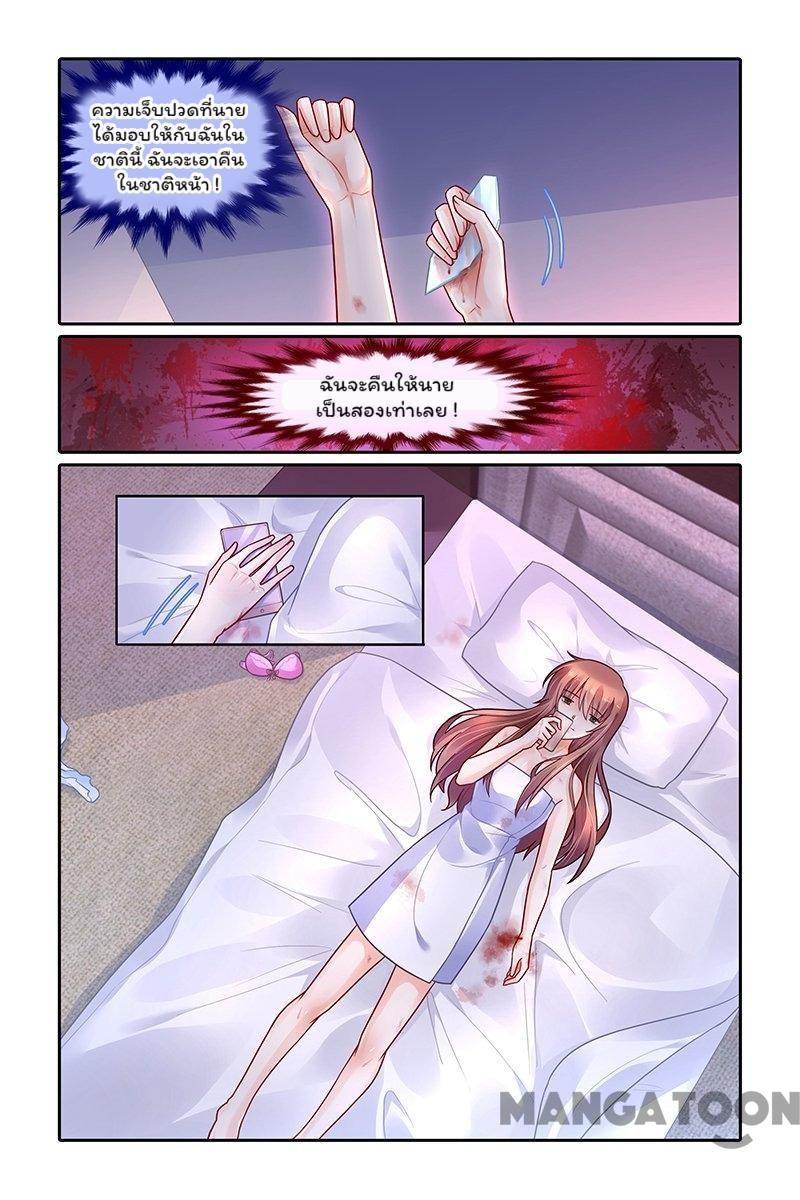 ความเจ็บปวดที่นาย
ได้มอบให้กับฉันใน
ชาตินี้ ฉันจะเอาคืน
ในชาติหน้า !
ฉันจะคืนให้นาย
เป็นสองเท่าเลย !
MANGATOON